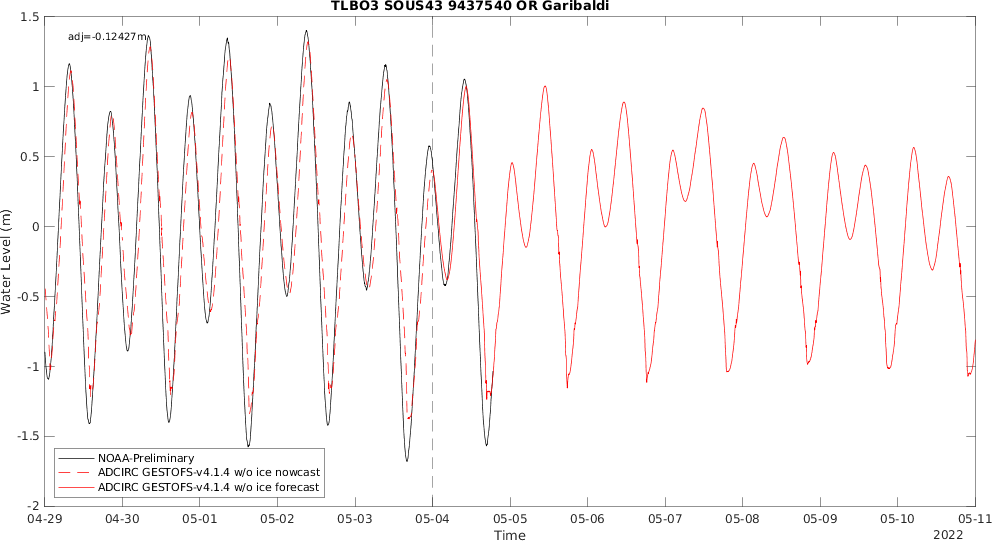 TLBO3 SOUS43 9437540 OR Garibaldi
adj=-0.12427m
1.5
1
0.5
0
-0.5
-1
-1.5
-2
Water Level (m)
NOAA-Preliminary
ADCIRC GESTOFS-v4.1.4 w/o ice nowcast
ADCIRC GESTOFS-v4.1.4 w/o ice forecast
04-29 04-30 05-01 05-02 05-03 05-04 05-05 05-06 05-07 05-08 05-09 05-10 05-11
Time
2022